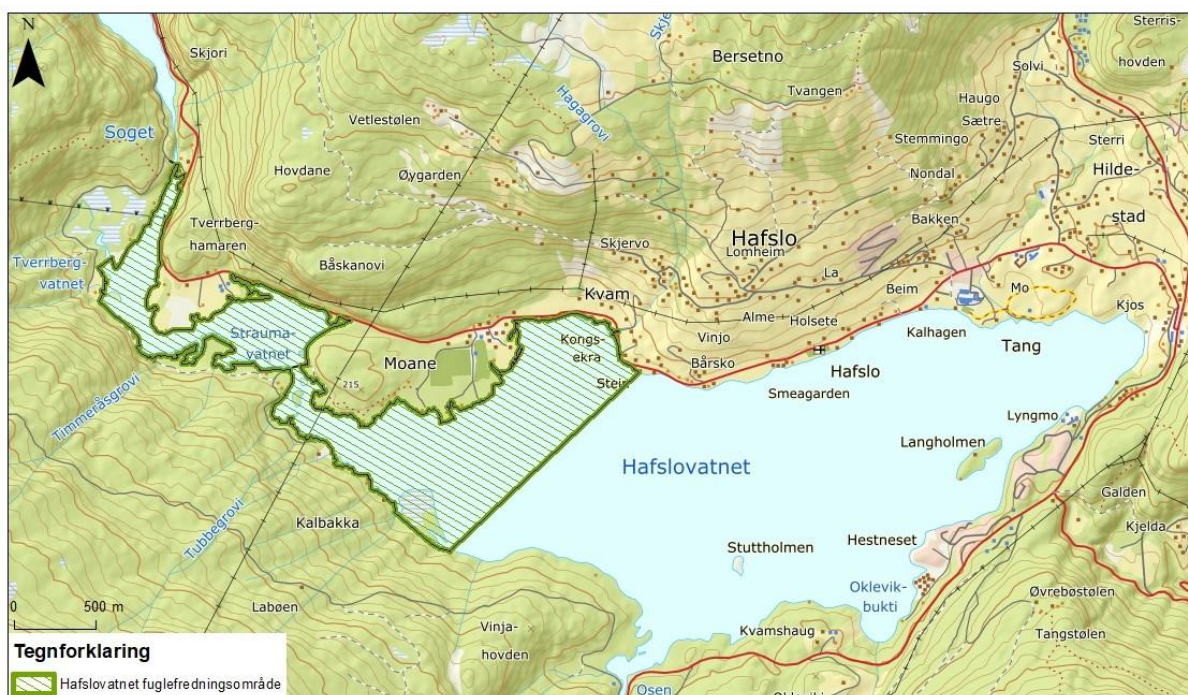 N
Skjori
Skje
Bersetno
Sterris-
hovden
Solvi
Tvangen
Haugo
Sætre
Soget
Vetlestølen
Hagagrovi
Stemmingo
Sterri
Hovdane
Øygarden
Nondal
Hilde-
stad
Tverrberg-
hamaren
Skjervo
Hafslo
Bakken
Lomheim
Tverrberg-
vatnet
Båskanovi
La
Kvam
Beim
Mo
Alme
Holsete
Kjos
Strauma-
vatnet
Kongs-
ekra
Vinjo
Kalhagen
Tang
Moane
Bårsko
Hafslo
215
Stein
Smeagarden
Timmeråsgrovi
Lyngmo
Langholmen
Hafslovatnet
Galden
Kalbakka
Kjelda
Tubbegrovi
Stuttholmen
Hestneset
Oklevik-
bukti
0 500 m
Labøen
Øvrebøstølen
Vinja-
hovden
Kvamshaug
Tangstølen
Osen
Tegnforklaring
Hafslovatnet fuglefredningsområde